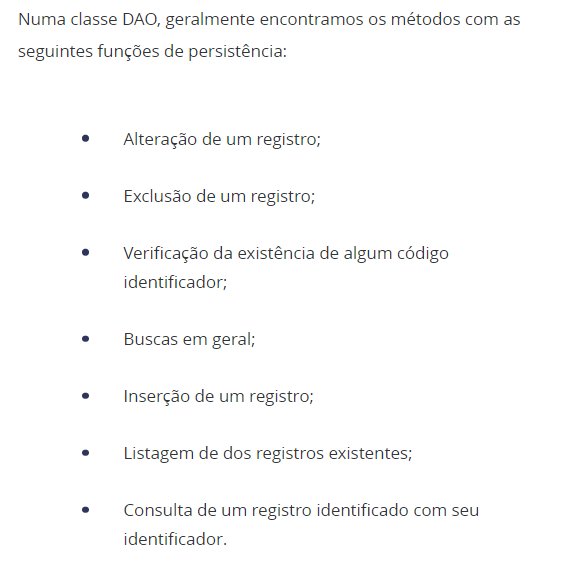 Numa classe DAO, geralmente encontramos os métodos com as
seguintes funções de persistência:
• Alteração de um registro;
• Exclusão de um registro;
• Verificação da existência de algum código
identificador;
• Buscas em geral;
• Inserção de um registro;
• Listagem de dos registros existentes;
• Consulta de um registro identificado com seu
identificador.